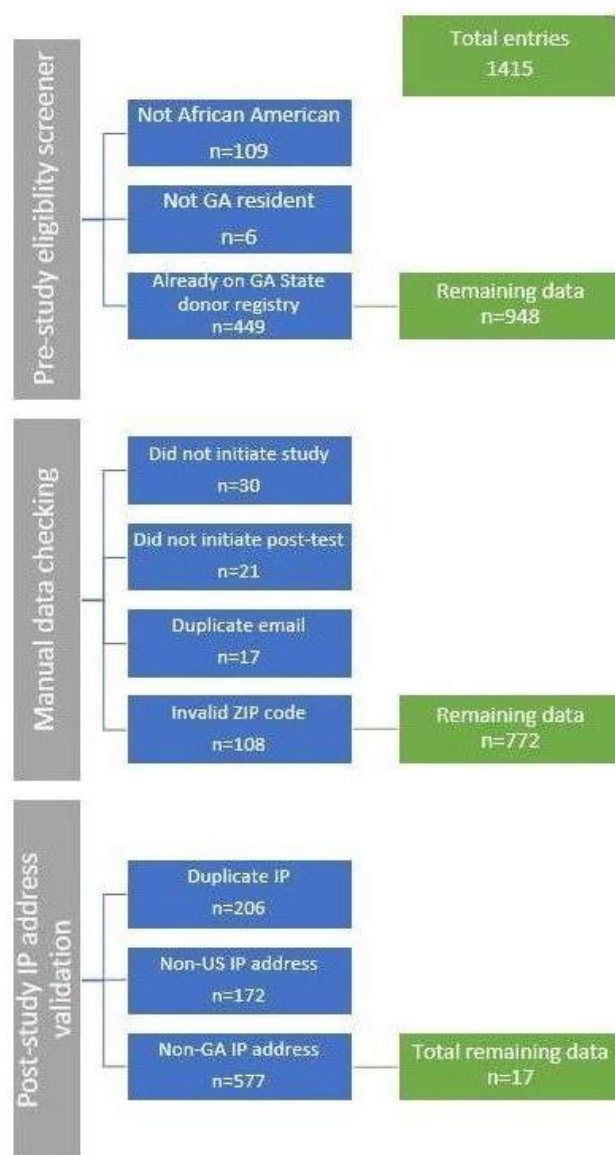 Total entries
1415
Pre-study eligiblity screener
Not African American
n=109
Not GA resident
n=6
Already on GA State
donor registry
n=449
Remaining data
n=948
Manual data checking
Did not initiate study
n=30
Did not initiate post-test
n=21
Duplicate email
n=17
Invalid ZIP code
n=108
Remaining data
n=772
Post-study IP address
validation
Duplicate IP
n=206
Non-US IP address
n=172
Non-GA IP address
n=577
Total remaining data
n=17